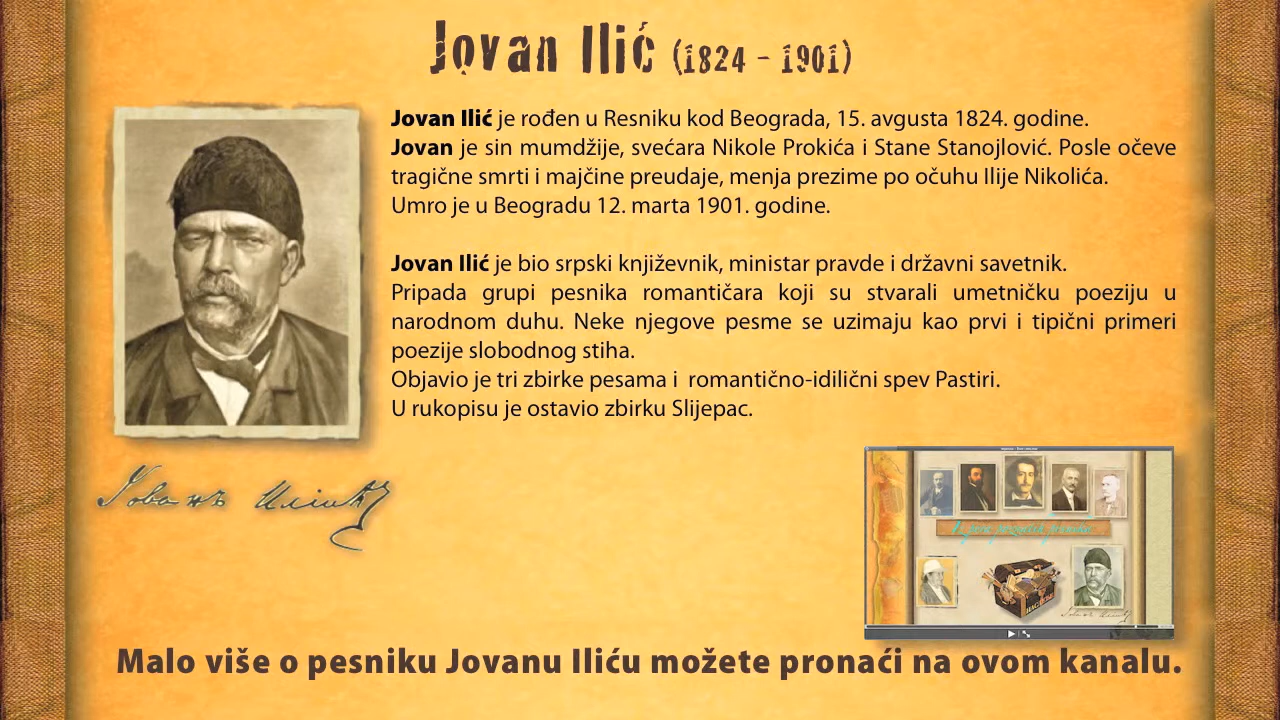 Jovan Ilić (1824 - 1901)
Jovan Ilić je rođen u Resniku kod Beograda, 15. avgusta 1824. godine.
Jovan je sin mumdžije, svećara Nikole Prokića i Stane Stanojlović. Posle očeve
tragične smrti i majčine preudaje, menja prezime po očuhu Ilije Nikolića.
Umro je u Beogradu 12. marta 1901. godine.
Jovan Ilić je bio srpski književnik, ministar pravde i državni savetnik.
Pripada grupi pesnika romantičara koji su stvarali umetničku poeziju u
narodnom duhu. Neke njegove pesme se uzimaju kao prvi i tipični primeri
poezije slobodnog stiha.
Objavio je tri zbirke pesama i romantično-idilični spev Pastiri.
U rukopisu je ostavio zbirku Slijepac.
Malo više o pesniku Jovanu Iliću možete pronaći na ovom kanalu.